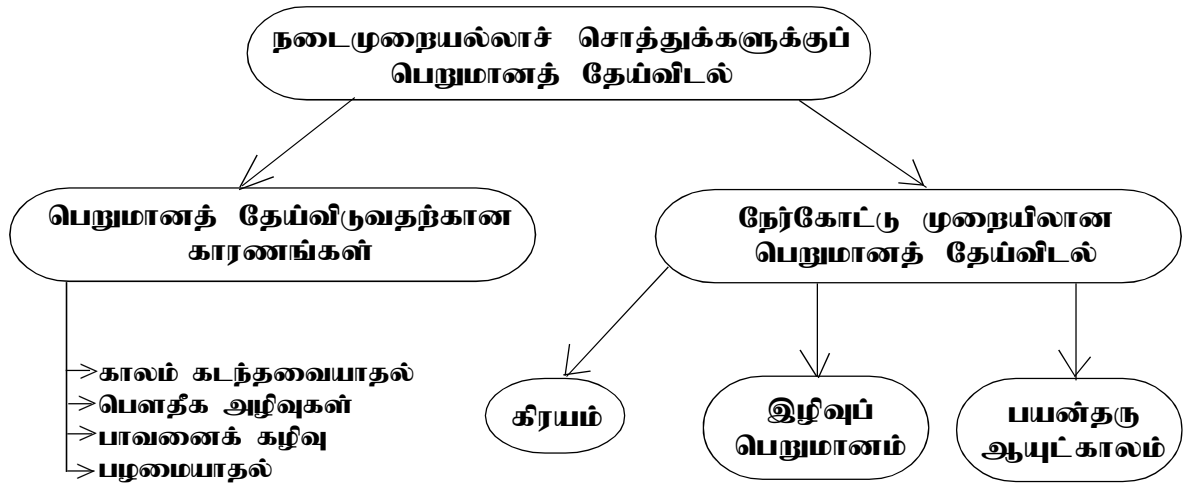 நடைமுறையல்லாச் சொத்துக்களுக்குப்
பெறுமானத் தேய்விடல்
பெறுமானத் தேய்விடுவதற்கான
காரணங்கள்
நேர்கோட்டு முறையிலான
பெறுமானத் தேய்விடல்
காலம் கடந்தவையாதல்
பௌதீக அழிவுகள்
பாவனைக் கழிவு
பழமையாதல்
கிரயம்
இழிவுப்
பெறுமானம்
பயன்தரு
ஆயுட்காலம்